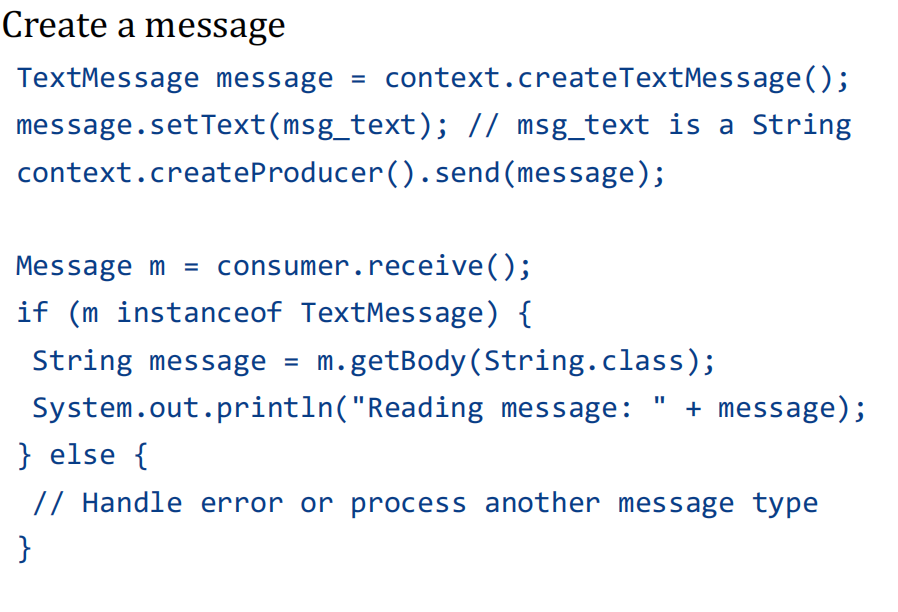 Create a message
TextMessage message = context.createTextMessage();
message.setText(msg_text); // msg_text is a String
context.createProducer().send(message);
Message m = consumer.receive();
if (m instanceof TextMessage) {
String message = m.getBody(String.class);
System.out.println("Reading message: " + message);
} else {
// Handle error or process another message type
}